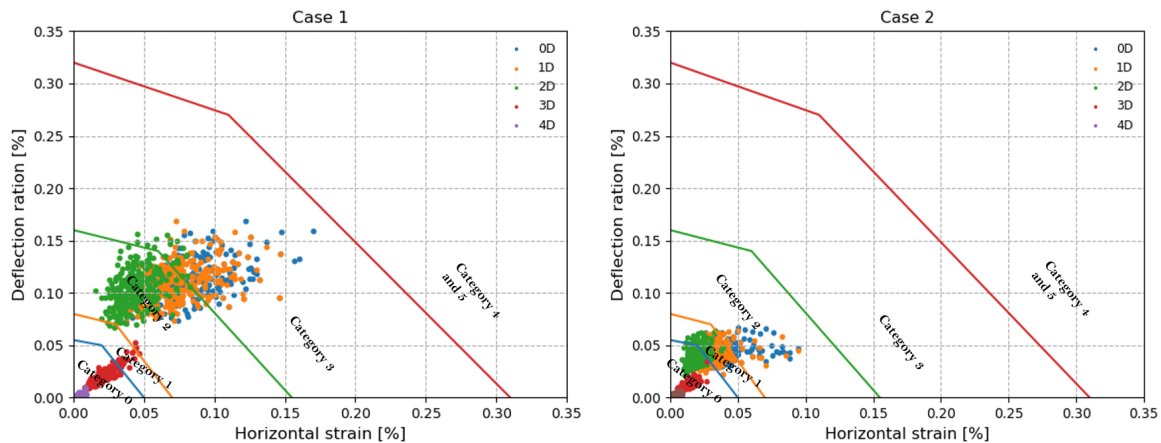 Case 1
0.35
0.30
0.25
0.20
0.15
0.10
0.05
0.00
Deflection ration [%]
0D
1D
2D
3D
4D
Category 4
and 5
Category 3
Category 2
Category 1
Category 0
0.00 0.05 0.10 0.15 0.20 0.25 0.30 0.35
Horizontal strain [%]
Case 2
0.35
0.30
0.25
0.20
0.15
0.10
0.05
0.00
Deflection ration [%]
0D
1D
2D
3D
4D
Category 4
and 5
Category 3
Category 2
Category 1
Category 0
0.00 0.05 0.10 0.15 0.20 0.25 0.30 0.35
Horizontal strain [%]